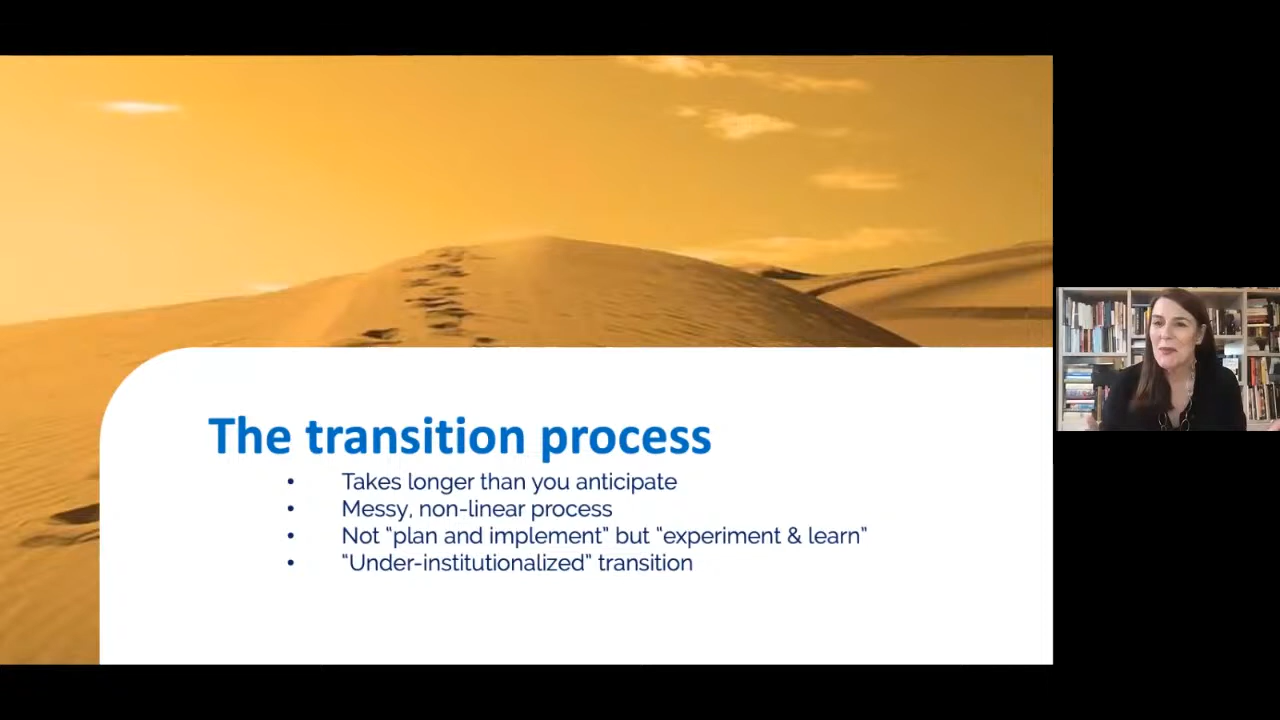 The transition process
• Takes longer than you anticipate
• Messy, non-linear process
• Not “plan and implement” but “experiment & learn”
• “Under-institutionalized” transition